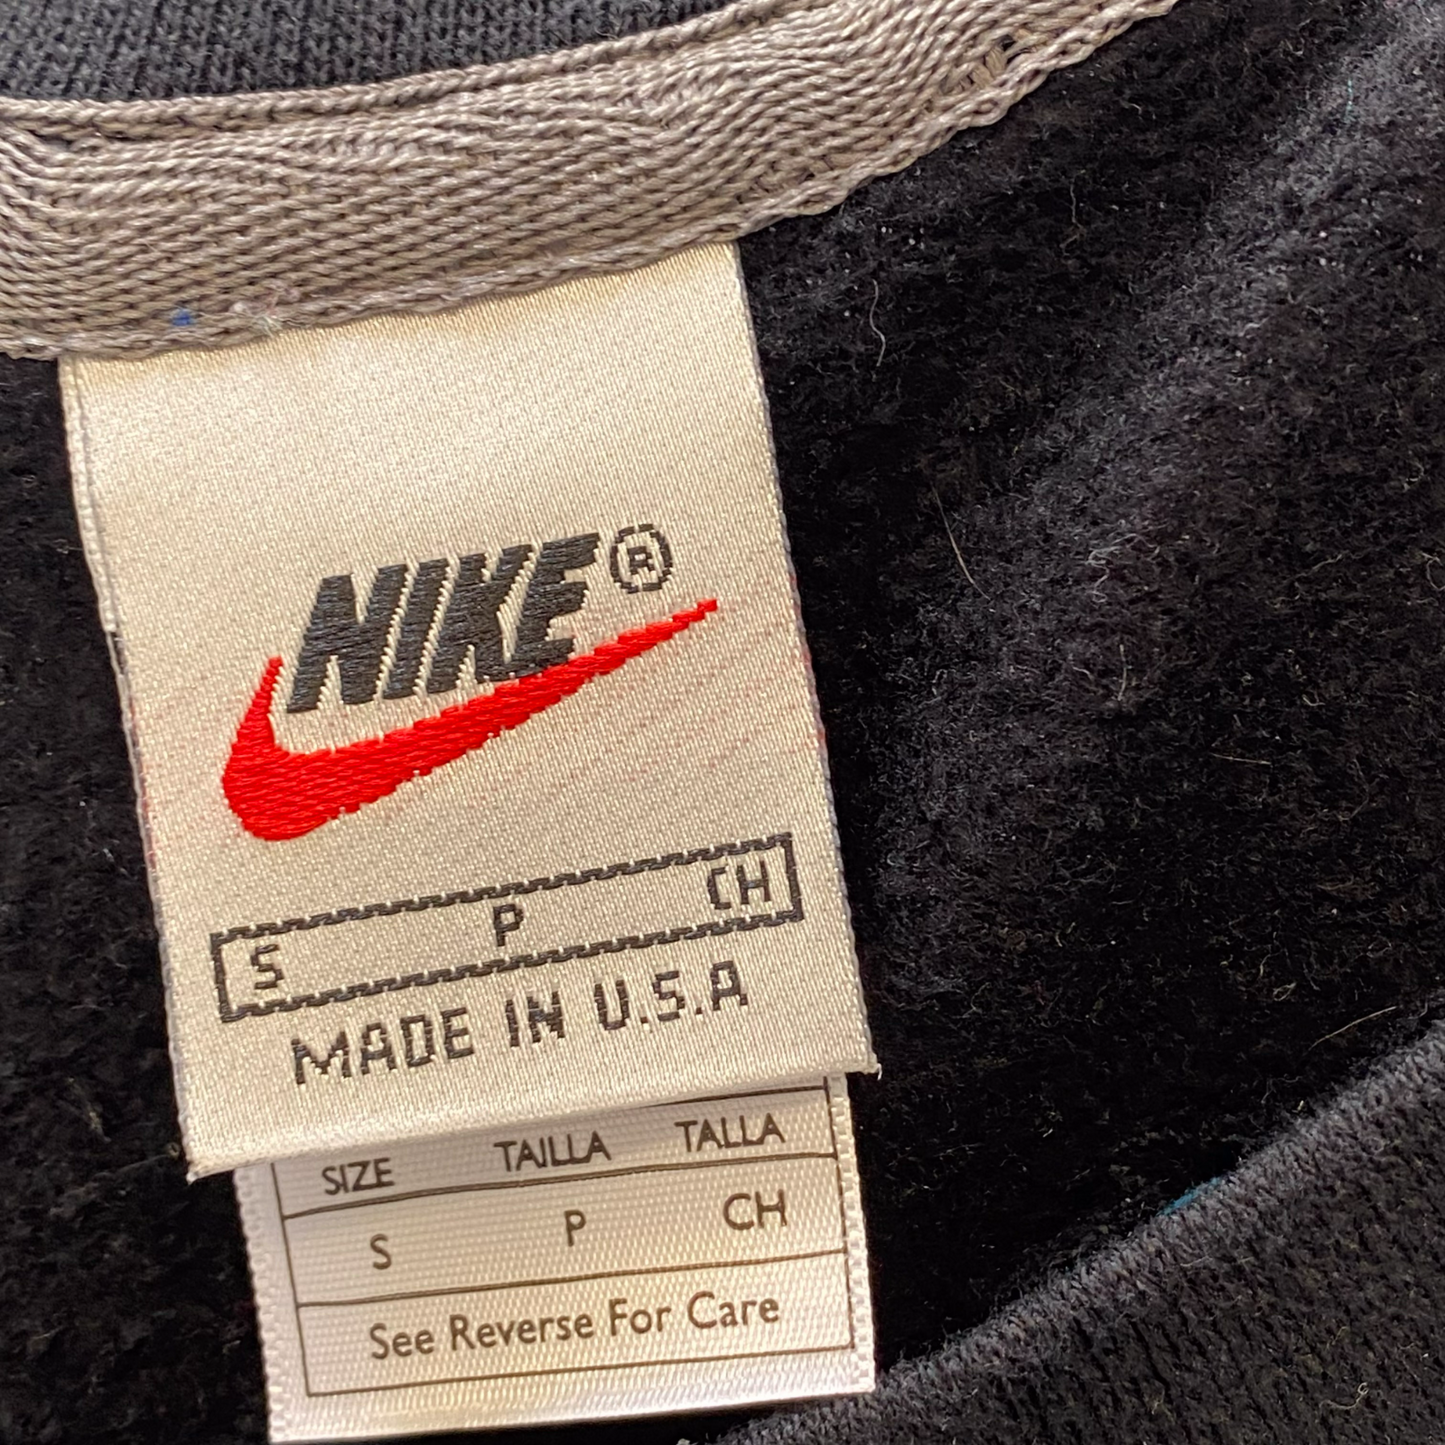 NIKE®
S P CH
MADE IN U.S.A
SIZE TAILLA TALLA
S P CH
See Reverse For Care